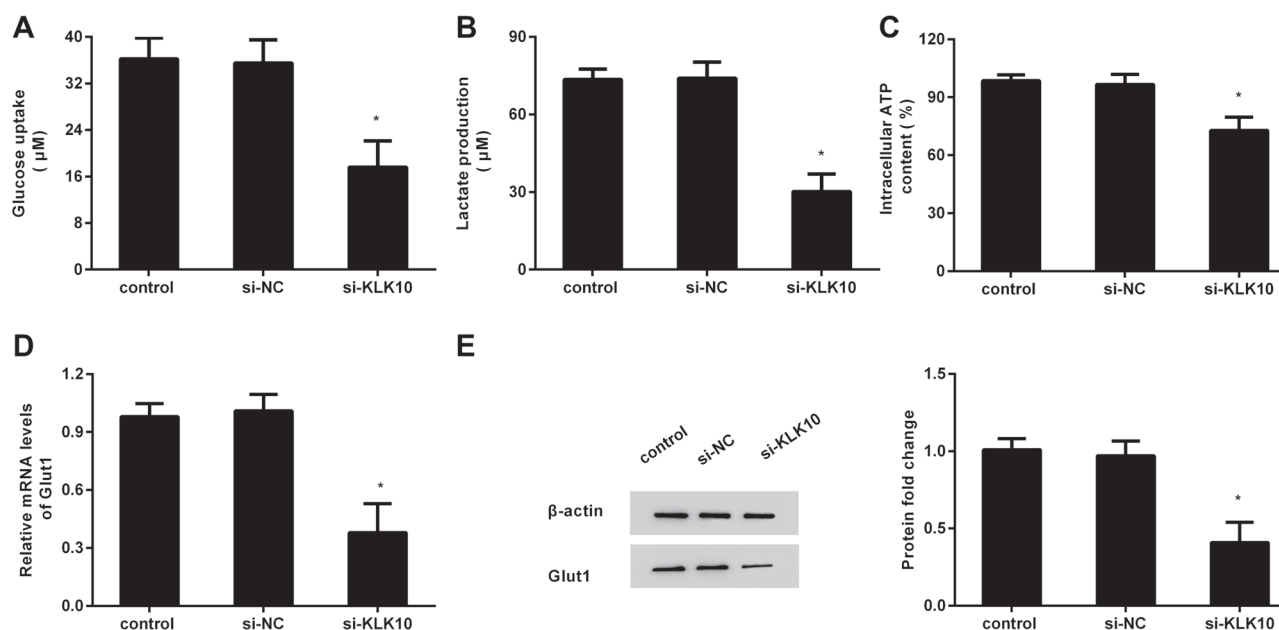 A
Glucose uptake
( μM)
40
32
24
16
8
0
control
si-NC
si-KLK10
*
B
Lactate production
( μM)
90
60
30
0
control
si-NC
si-KLK10
*
C
Intracellular ATP
content ( %)
120
90
60
30
0
control
si-NC
si-KLK10
*
D
Relative mRNA levels
of Glut1
1.2
0.9
0.6
0.3
0.0
control
si-NC
si-KLK10
*
E
control
si-NC
si-KLK10
β-actin
Glut1
Protein fold change
1.5
1.0
0.5
0.0
control
si-NC
si-KLK10
*